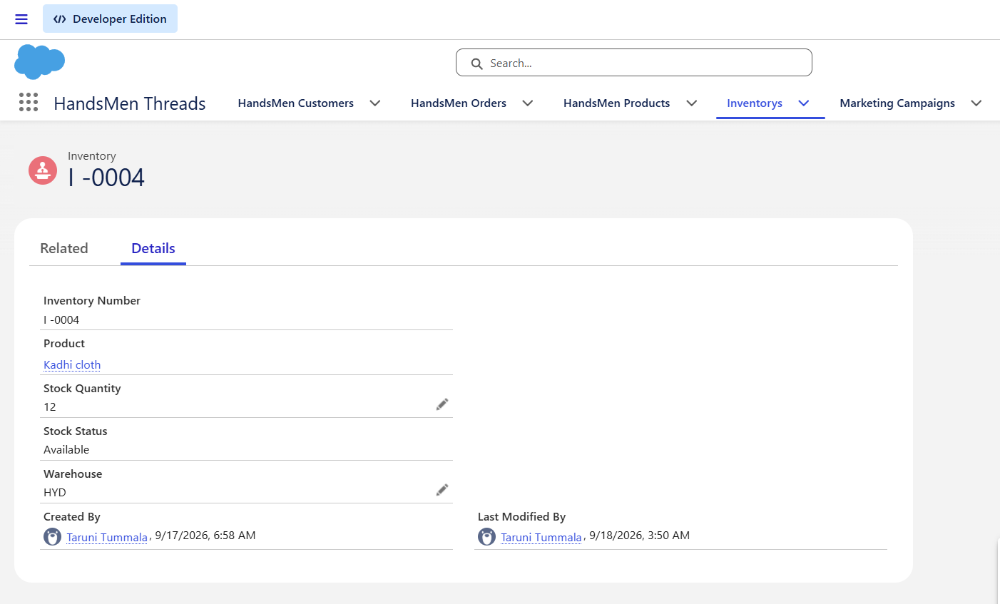 Developer Edition
Search...
HandsMen Threads
HandsMen Customers
HandsMen Orders
HandsMen Products
Inventorys
Marketing Campaigns
Inventory
I -0004
Related
Details
Inventory Number
I -0004
Product
Kadhi cloth
Stock Quantity
12
Stock Status
Available
Warehouse
HYD
Created By
Taruni Tummala, 9/17/2026, 6:58 AM
Last Modified By
Taruni Tummala, 9/18/2026, 3:50 AM